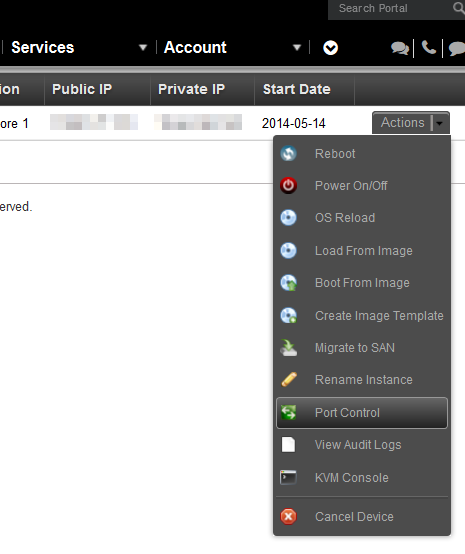 Search Portal
Services Account
ion Public IP Private IP Start Date
ore 1 2014-05-14 Actions
Reboot
Power On/Off
erved.
OS Reload
Load From Image
Boot From Image
Create Image Template
Migrate to SAN
Rename Instance
Port Control
View Audit Logs
KVM Console
Cancel Device